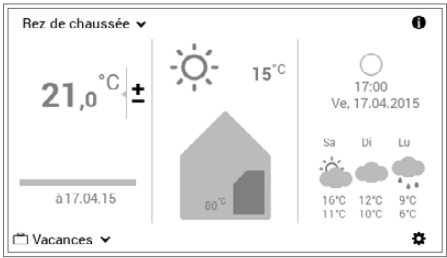 Rez de chaussée
21,0 °C ±
à 17.04.15
Vacances
15°C
80°C
17:00
Ve, 17.04.2015
Sa Di Lu
16°C 12°C 9°C
11°C 10°C 6°C